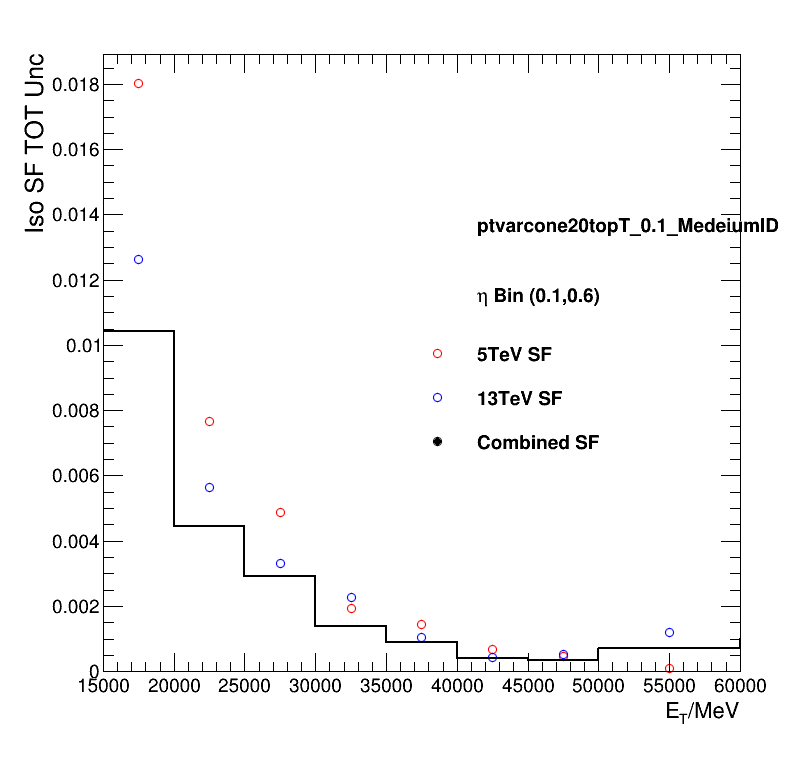 Iso SF TOT Unc
0.018
0.016
0.014
0.012
0.01
0.008
0.006
0.004
0.002
0
ptvarcone20topT_0.1_MedeiumID
η Bin (0.1,0.6)
5TeV SF
13TeV SF
Combined SF
15000 20000 25000 30000 35000 40000 45000 50000 55000 60000
E_T/MeV